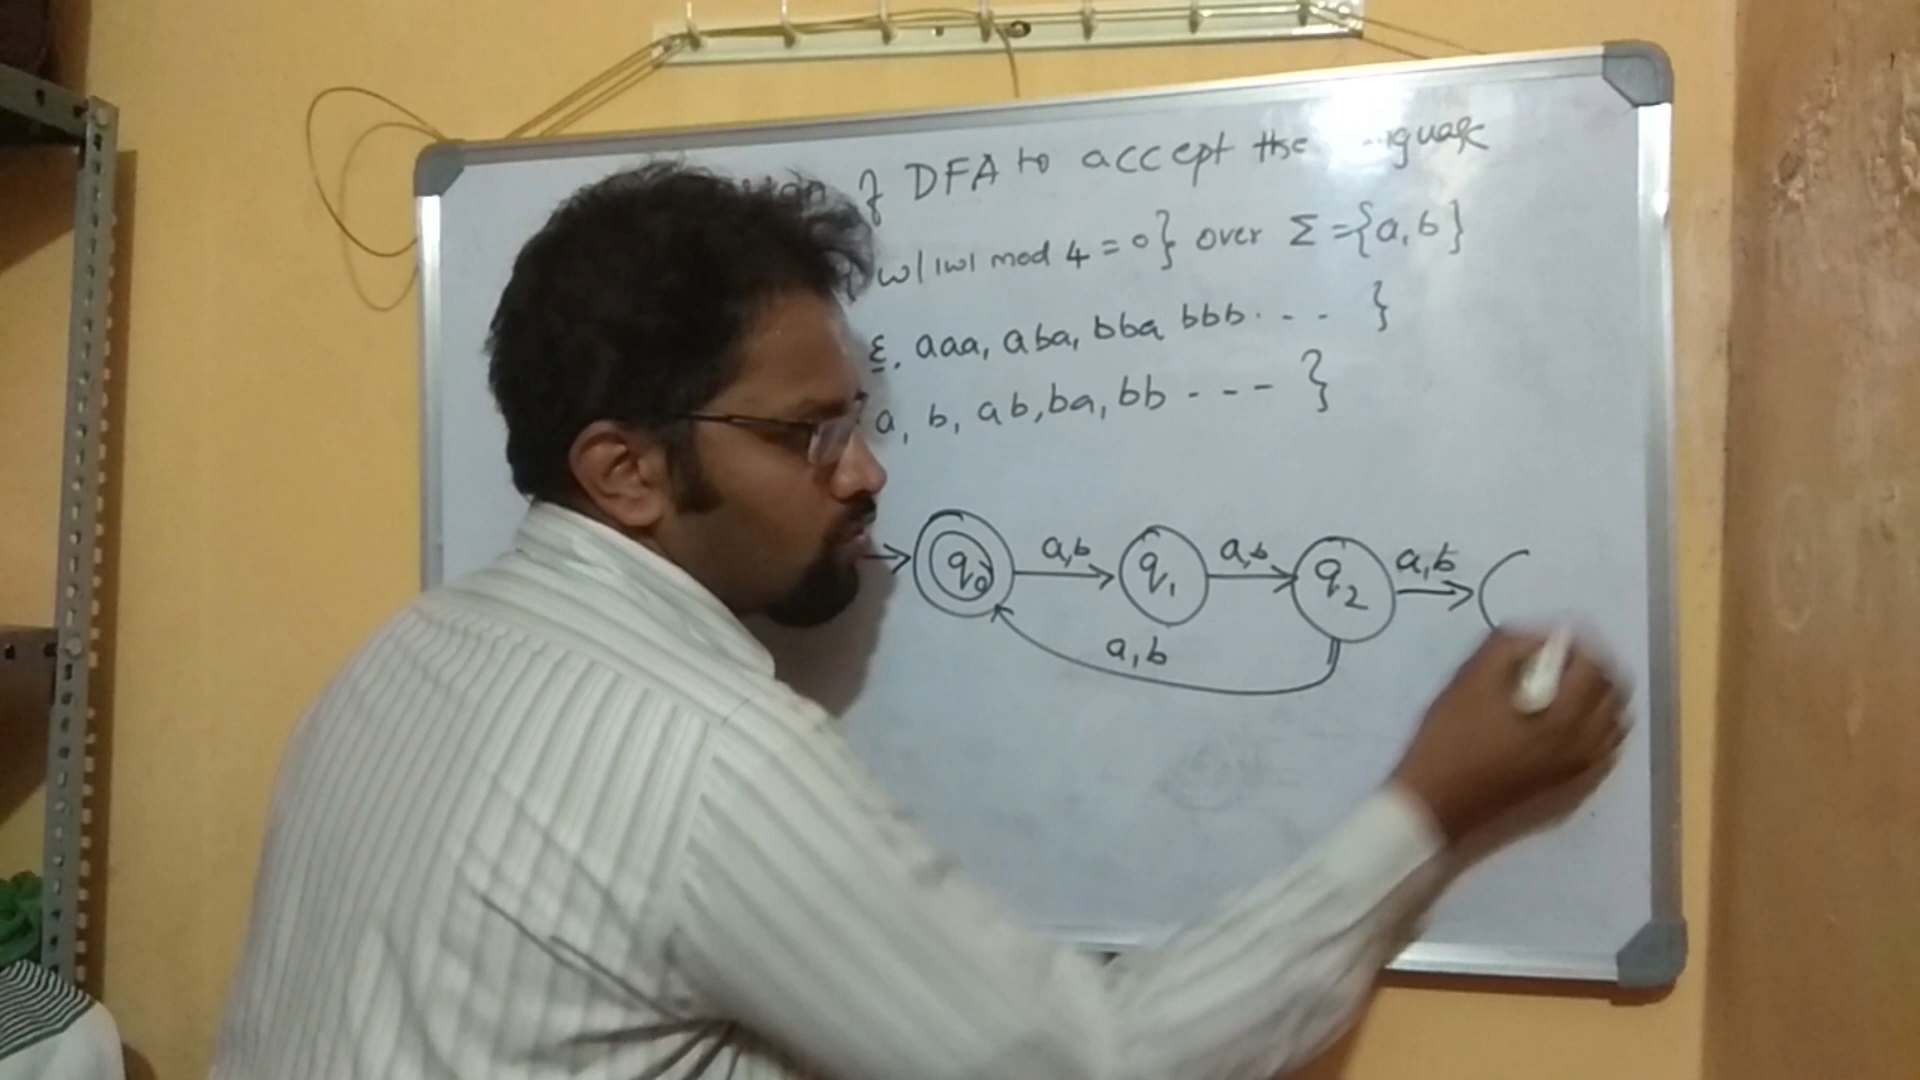 of DFA to accept the
w/|w| mod 4 = 0} over Σ = {a, b}
ε, aaa, aba, bba bbb . . . }
a, b, ab, ba, bb - - - }
q0 a,b q1 a,b q2 a,b
a, b